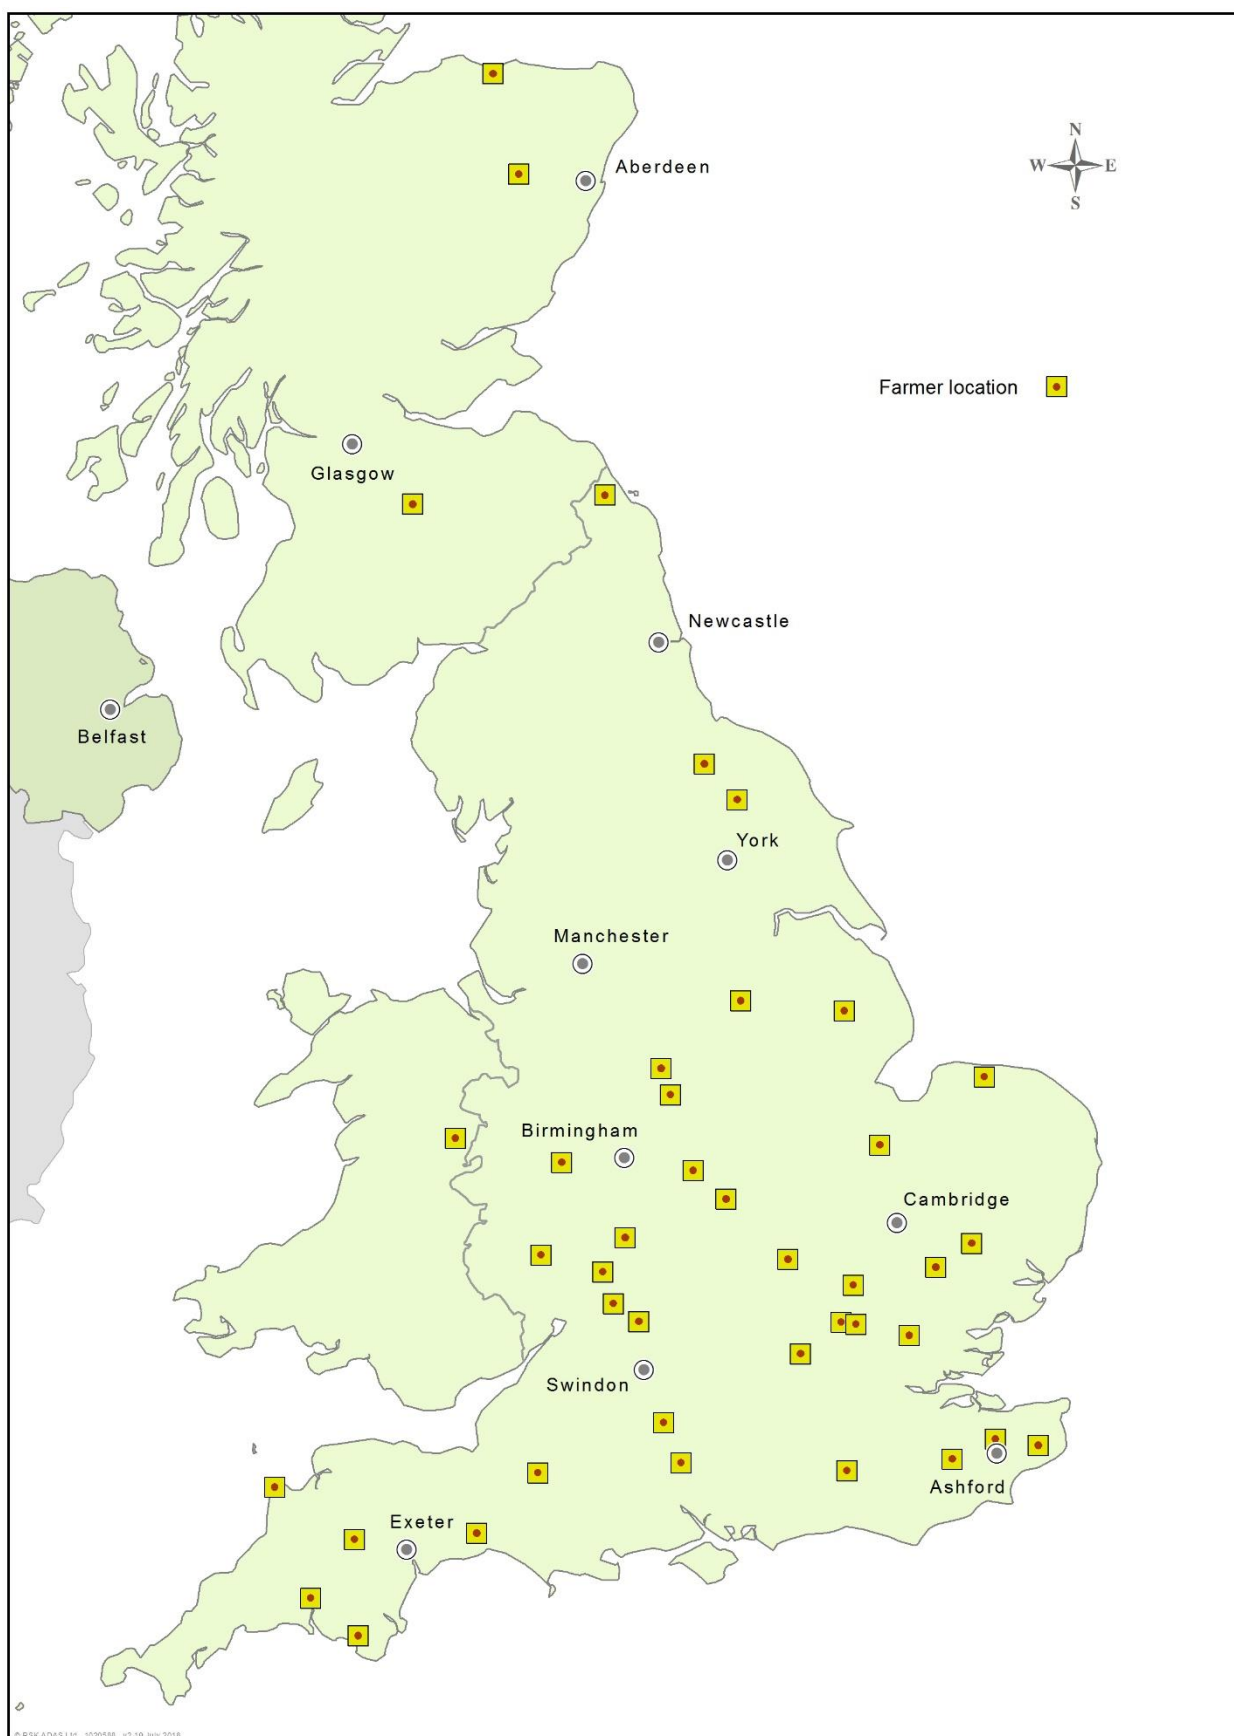 Aberdeen
N
W E
S
Farmer location
Glasgow
Newcastle
Belfast
York
Manchester
Birmingham
Cambridge
Swindon
Ashford
Exeter